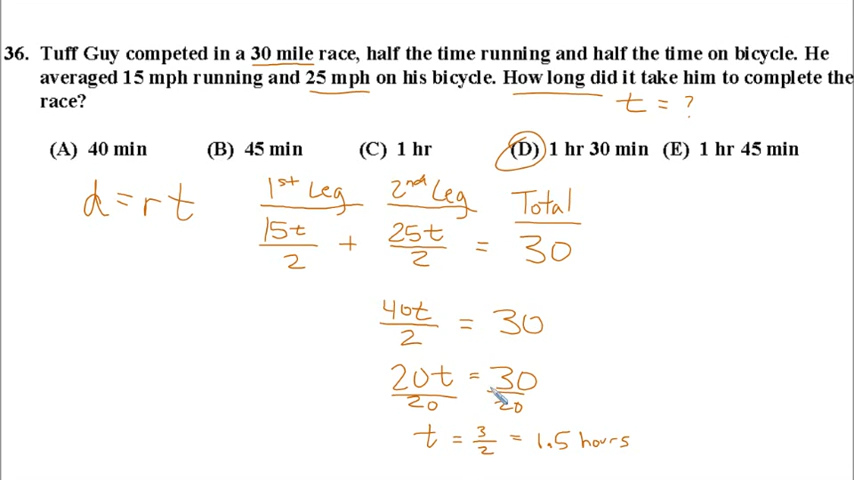 36. Tuff Guy competed in a 30 mile race, half the time running and half the time on bicycle. He
averaged 15 mph running and 25 mph on his bicycle. How long did it take him to complete the
race?
t = ?
(A) 40 min (B) 45 min (C) 1 hr (D) 1 hr 30 min (E) 1 hr 45 min
d = r t
1st Leg 2nd Leg Total
15t/2 + 25t/2 = 30
40t/2 = 30
20t/20 = 30/20
t = 3/2 = 1.5 hours